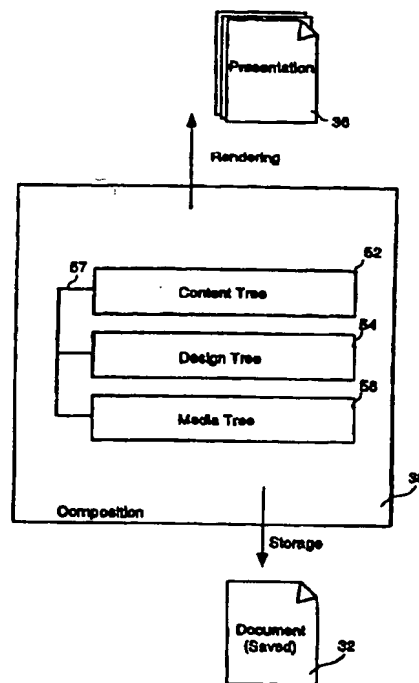 Presentation
36
Rendering
57
52
Content Tree
54
Design Tree
56
Media Tree
Composition
Storage
Document
(Saved)
32